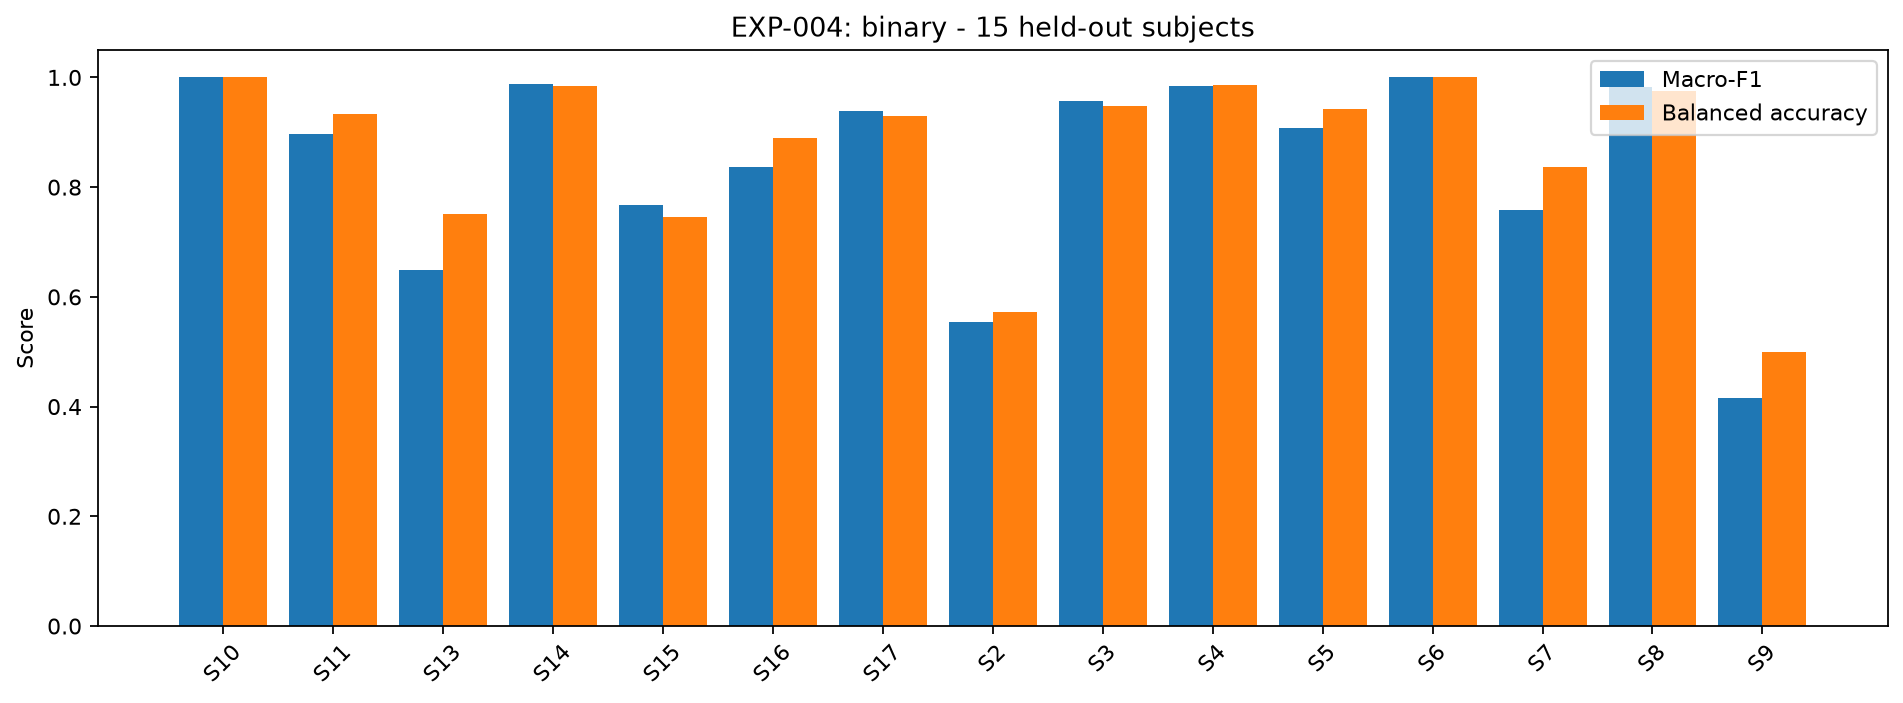 EXP-004: binary - 15 held-out subjects
Macro-F1
Balanced accuracy
Score
1.0
0.8
0.6
0.4
0.2
0.0
S10
S11
S13
S14
S15
S16
S17
S2
S3
S4
S5
S6
S7
S8
S9